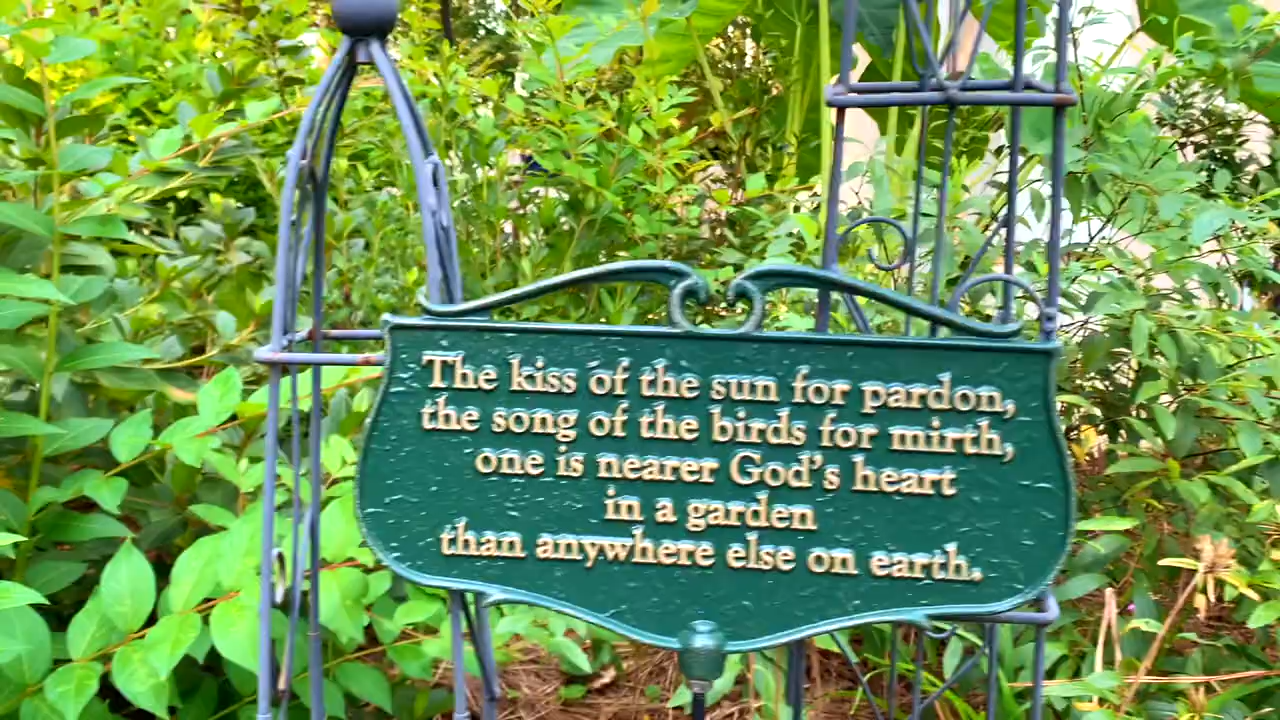 The kiss of the sun for pardon,
the song of the birds for mirth,
one is nearer God's heart
in a garden
than anywhere else on earth.